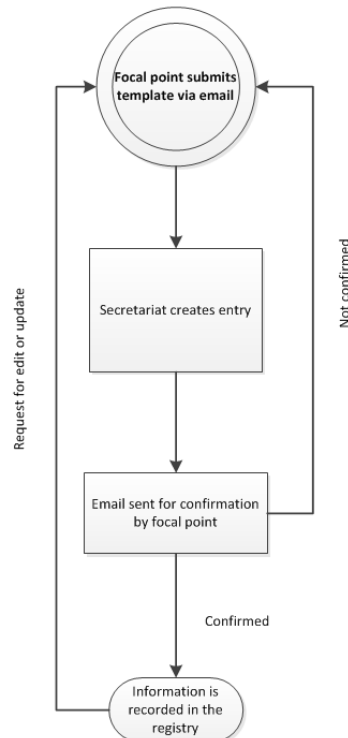 Focal point submits
template via email
Secretariat creates entry
Request for edit or update
Not confirmed
Email sent for confirmation
by focal point
Confirmed
Information is
recorded in the
registry